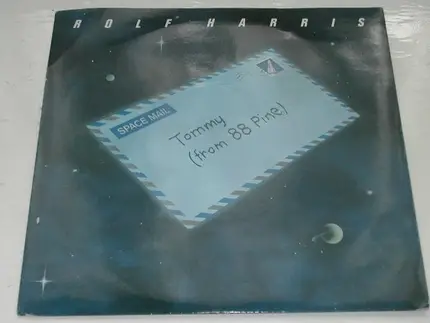 ROLF HARRIS
SPACE MAIL
Tommy
(from 88 Pine)